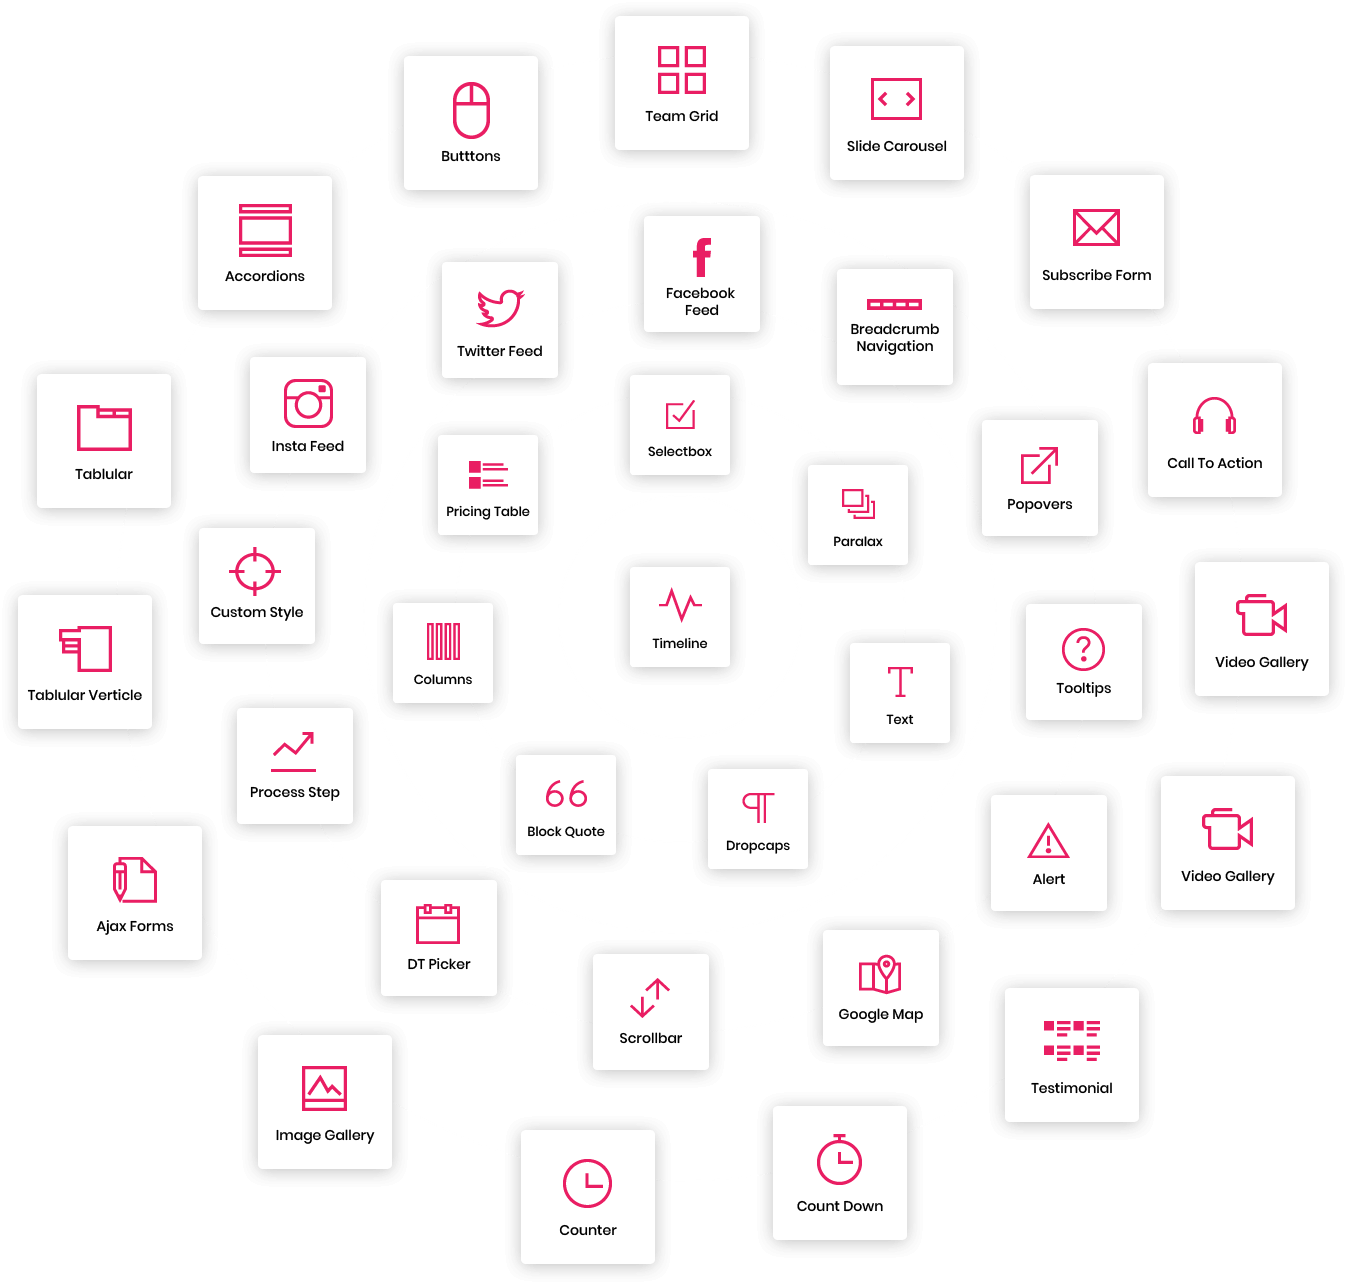 Team Grid
Butttons
Slide Carousel
Accordions
Subscribe Form
Facebook
Feed
Twitter Feed
Breadcrumb
Navigation
Insta Feed
Selectbox
Tablular
Call To Action
Pricing Table
Popovers
Paralax
Custom Style
Timeline
Columns
Tablular Verticle
Video Gallery
Tooltips
Text
Process Step
Block Quote
Dropcaps
Alert
Video Gallery
Ajax Forms
DT Picker
Google Map
Scrollbar
Testimonial
Image Gallery
Count Down
Counter